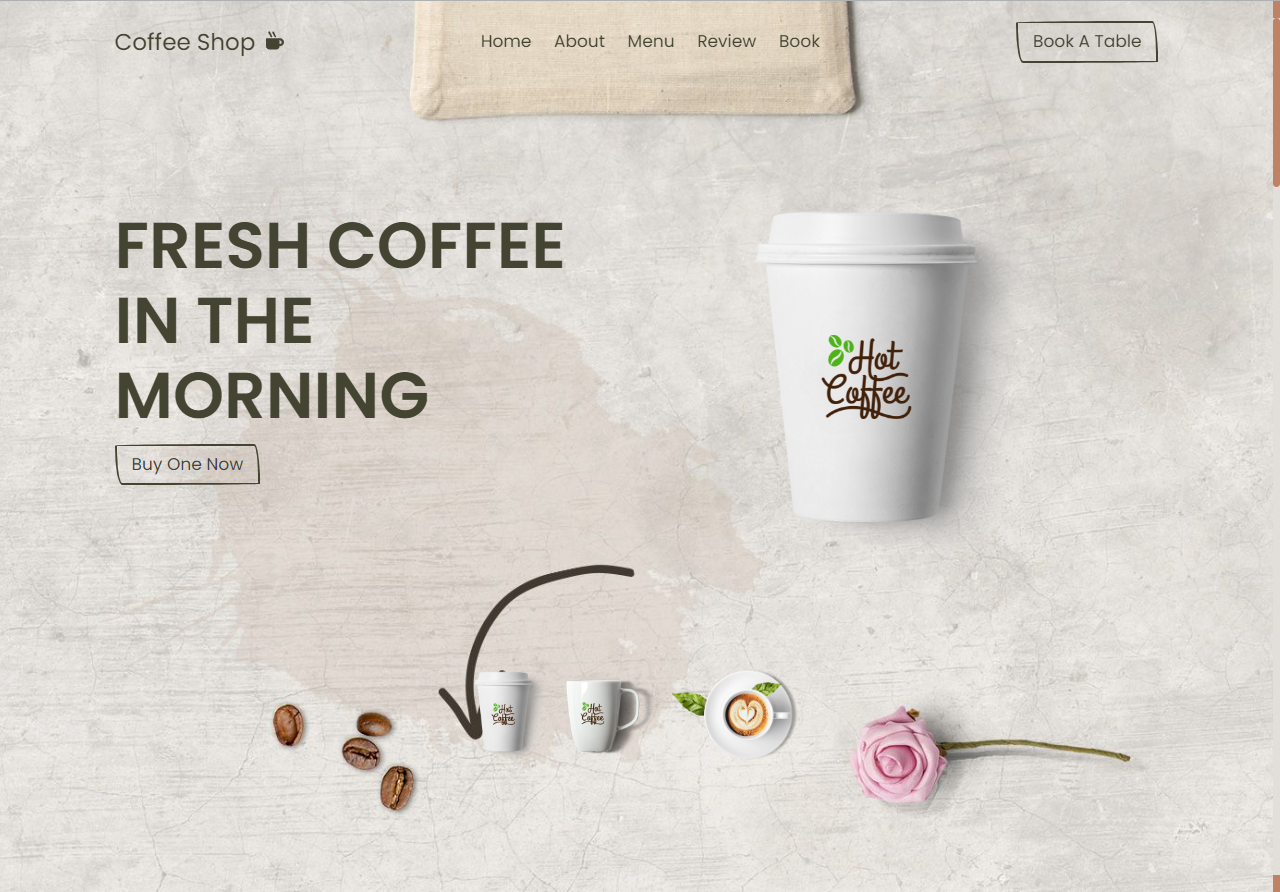 Coffee Shop
Home About Menu Review Book
Book A Table
FRESH COFFEE
IN THE
MORNING
Buy One Now
Hot
Coffee
Hot
Coffee
Hot
Coffee